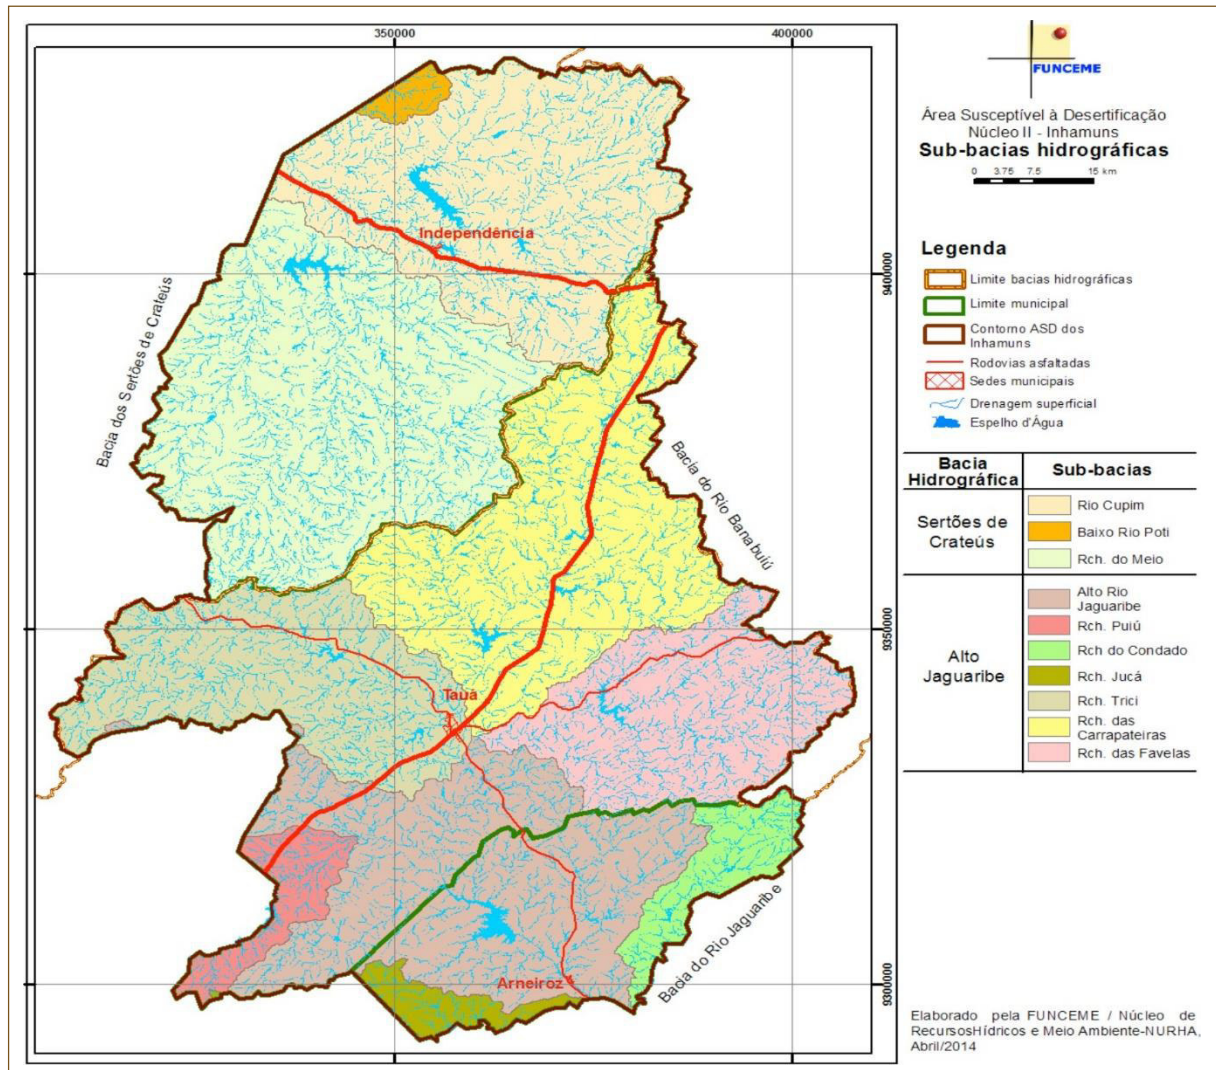 350000
400000
FUNCEME
Área Susceptível à Desertificação
Núcleo II - Inhamuns
Sub-bacias hidrográficas
0 3.75 7.5 15 km
Independência
Legenda
9400000
Limite bacias hidrográficas
Limite municipal
Contorno ASD dos
Inhamuns
Rodovias asfaltadas
Sedes municipais
Drenagem superficial
Espelho d'Água
Bacia dos Sertões de Crateús
Bacia do Rio Banabuiú
Bacia
Hidrográfica
Sub-bacias
Sertões de
Crateús
Rio Cupim
Baixo Rio Poti
Rch. do Meio
Alto
Jaguaribe
Alto Rio
Jaguaribe
Rch. Puiú
Rch do Condado
Rch. Jucá
Rch. Trici
Rch. das
Carrapateiras
Rch. das Favelas
9350000
Tauá
Bacia do Rio Jaguaribe
Arneiroz
9300000
Elaborado pela FUNCEME / Núcleo de
RecursosHídricos e Meio Ambiente-NURHA,
Abril/2014